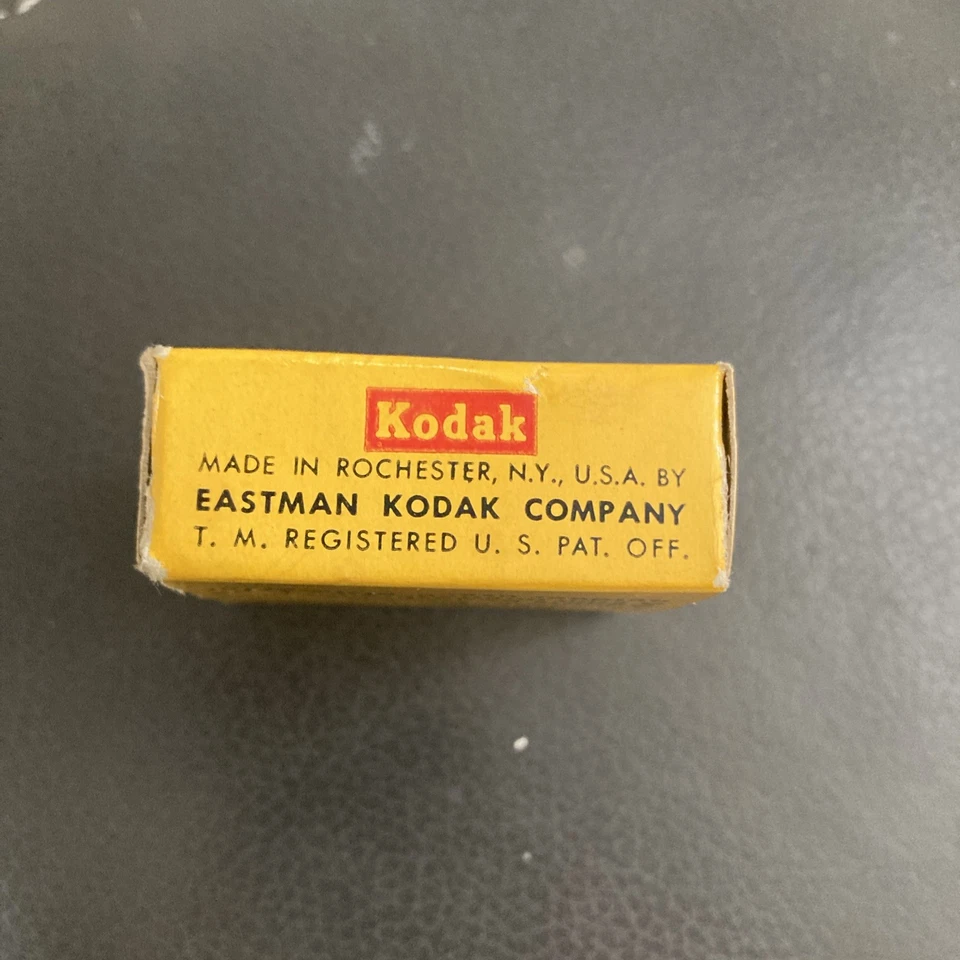 Kodak
MADE IN ROCHESTER, N.Y., U.S.A. BY
EASTMAN KODAK COMPANY
T. M. REGISTERED U. S. PAT. OFF.